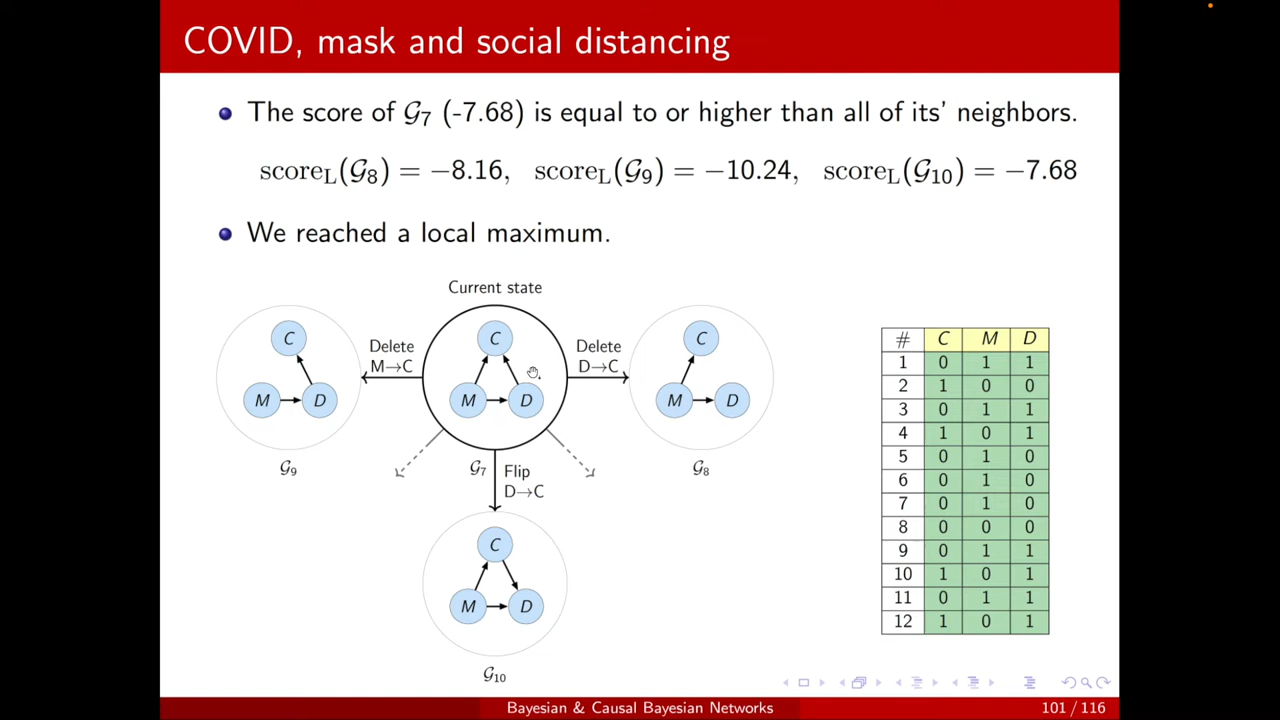 COVID, mask and social distancing
The score of 𝒢7 (-7.68) is equal to or higher than all of its' neighbors.
scoreL(𝒢8) = −8.16, scoreL(𝒢9) = −10.24, scoreL(𝒢10) = −7.68
We reached a local maximum.
Current state
C
M D
Delete
M→C
C
M D
Delete
D→C
C
M D
𝒢9
𝒢7
Flip
D→C
𝒢8
C
M D
𝒢10
# C M D
1 0 1 1
2 1 0 0
3 0 1 1
4 1 0 1
5 0 1 0
6 0 1 0
7 0 1 0
8 0 0 0
9 0 1 1
10 1 0 1
11 0 1 1
12 1 0 1
Bayesian & Causal Bayesian Networks
101 / 116